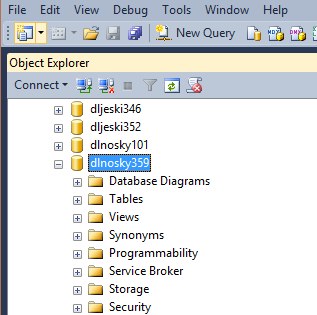 File Edit View Debug Tools Window Help
New Query
Object Explorer
Connect
dljeski346
dljeski352
dlnosky101
dlnosky359
Database Diagrams
Tables
Views
Synonyms
Programmability
Service Broker
Storage
Security